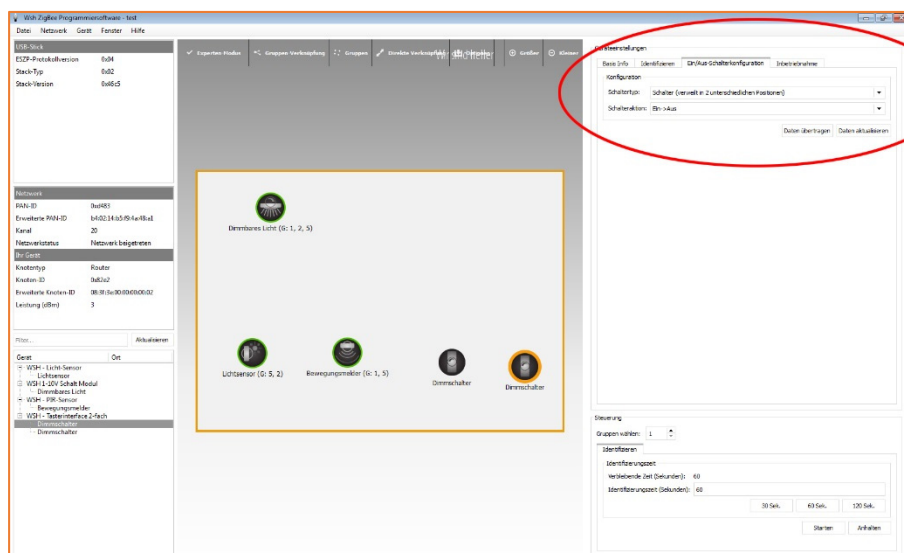 Wsh ZigBee Programmersoftware - test
Datei Netzwerk Gerät Fenster Hilfe
USB-Stick
EZSP-Protokollversion 0x04
Stack-Typ 0x02
Stack-Version 0x46c5
Experten Modus Gruppen Verknüpfung Gruppen Direkte Verknüpfung Größer Kleiner
Netzwerk
PAN-ID 0xd483
Erweiterte PAN-ID
Kanal 20
Netzwerkstatus Netzwerk beigetreten
Ihr Gerät
Knotentyp Router
Knoten-ID 0x82e2
Erweiterte Knoten-ID
Leistung (dBm) 3
Filter... Aktualisieren
Gerät Ort
WSH - Licht-Sensor
Lichtsensor
WSH 1-10V Schalt Modul
Dimmbares Licht
WSH - PIR-Sensor
Bewegungsmelder
WSH - Tasterinterface 2-fach
Dimmschalter
Dimmschalter
Dimmbares Licht (G: 1, 2, 5)
Lichtsensor (G: 5, 2)
Bewegungsmelder (G: 1, 5)
Dimmschalter
Dimmschalter
Geräteeinstellungen
Basis Info Identifizieren Ein/Aus-Schalterkonfiguration Inbetriebnahme
Konfiguration
Schaltertyp: Schalter (verweilt in 2 unterschiedlichen Positionen)
Schalteraktion: Ein->Aus
Daten übertragen Daten aktualisieren
Steuerung
Gruppen wählen: 1
Identifizieren
Identifizierungszeit
Verbleibende Zeit (Sekunden): 60
Identifizierungszeit (Sekunden): 60
30 Sek. 60 Sek. 120 Sek.
Starten Anhalten